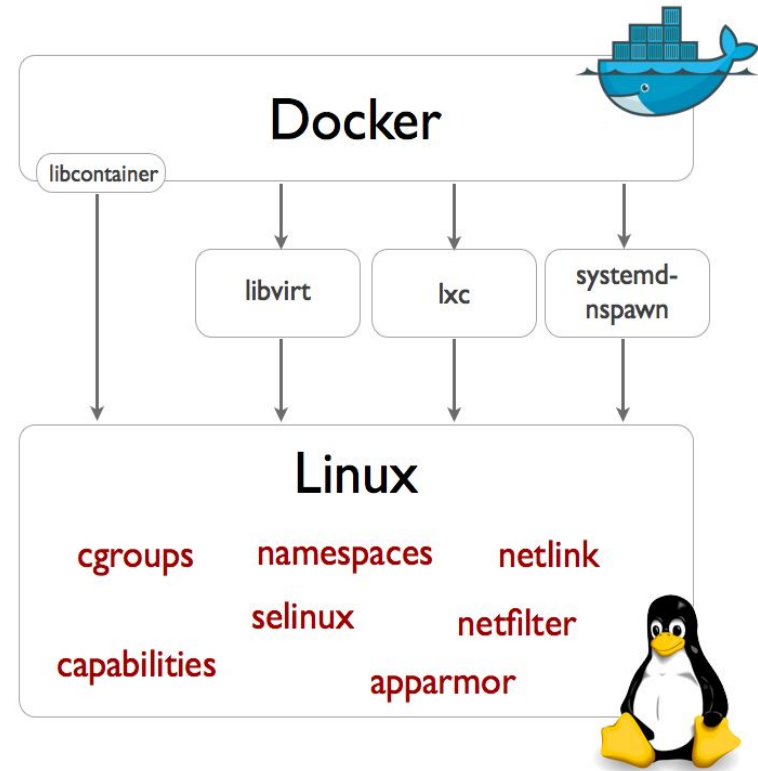 Docker
libcontainer
libvirt
lxc
systemd-
nspawn
Linux
cgroups
namespaces
netlink
selinux
netfilter
capabilities
apparmor